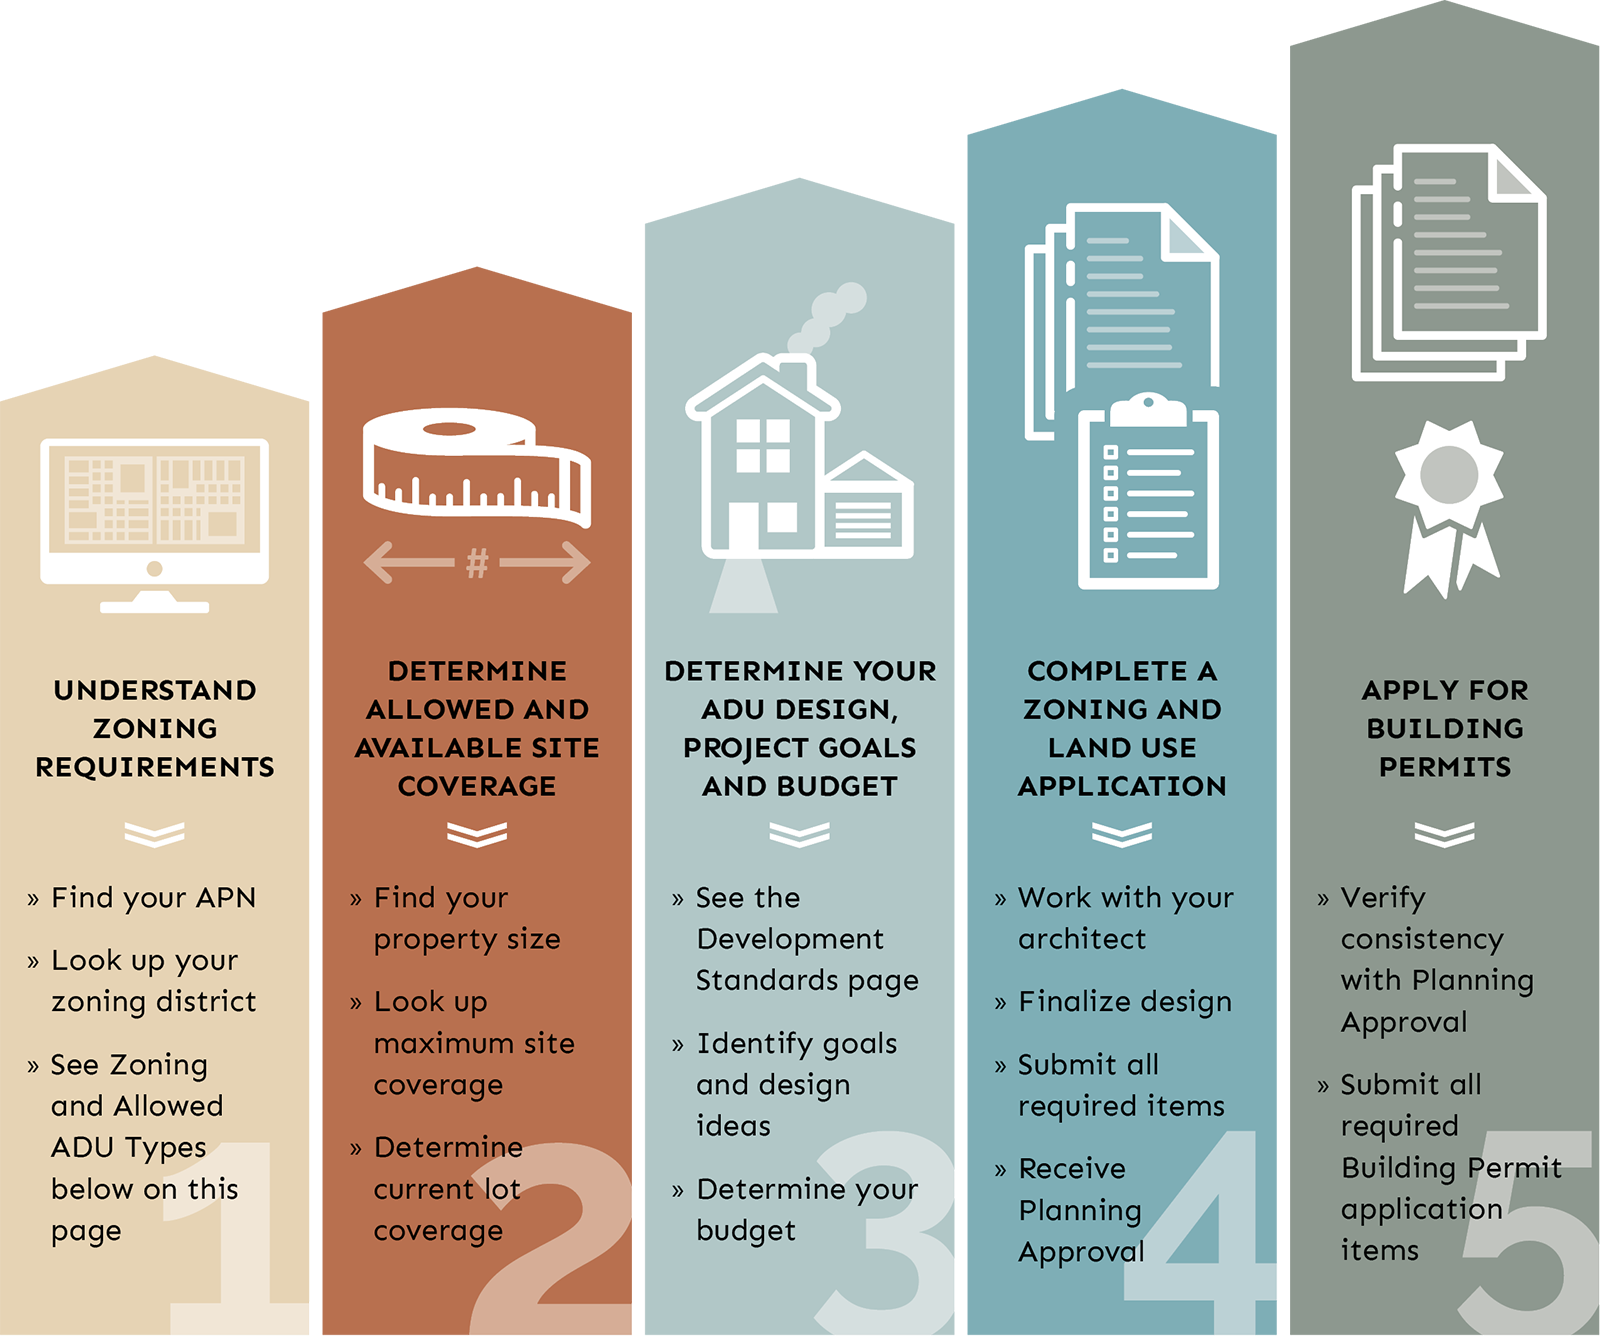 UNDERSTAND
ZONING
REQUIREMENTS
» Find your APN
» Look up your
zoning district
» See Zoning
and Allowed
ADU Types
below on this
page
1
#
DETERMINE
ALLOWED AND
AVAILABLE SITE
COVERAGE
» Find your
property size
» Look up
maximum site
coverage
» Determine
current lot
coverage
2
DETERMINE YOUR
ADU DESIGN,
PROJECT GOALS
AND BUDGET
» See the
Development
Standards page
» Identify goals
and design
ideas
» Determine your
budget
3
COMPLETE A
ZONING AND
LAND USE
APPLICATION
» Work with your
architect
» Finalize design
» Submit all
required items
» Receive
Planning
Approval
4
APPLY FOR
BUILDING
PERMITS
» Verify
consistency
with Planning
Approval
» Submit all
required
Building Permit
application
items
5